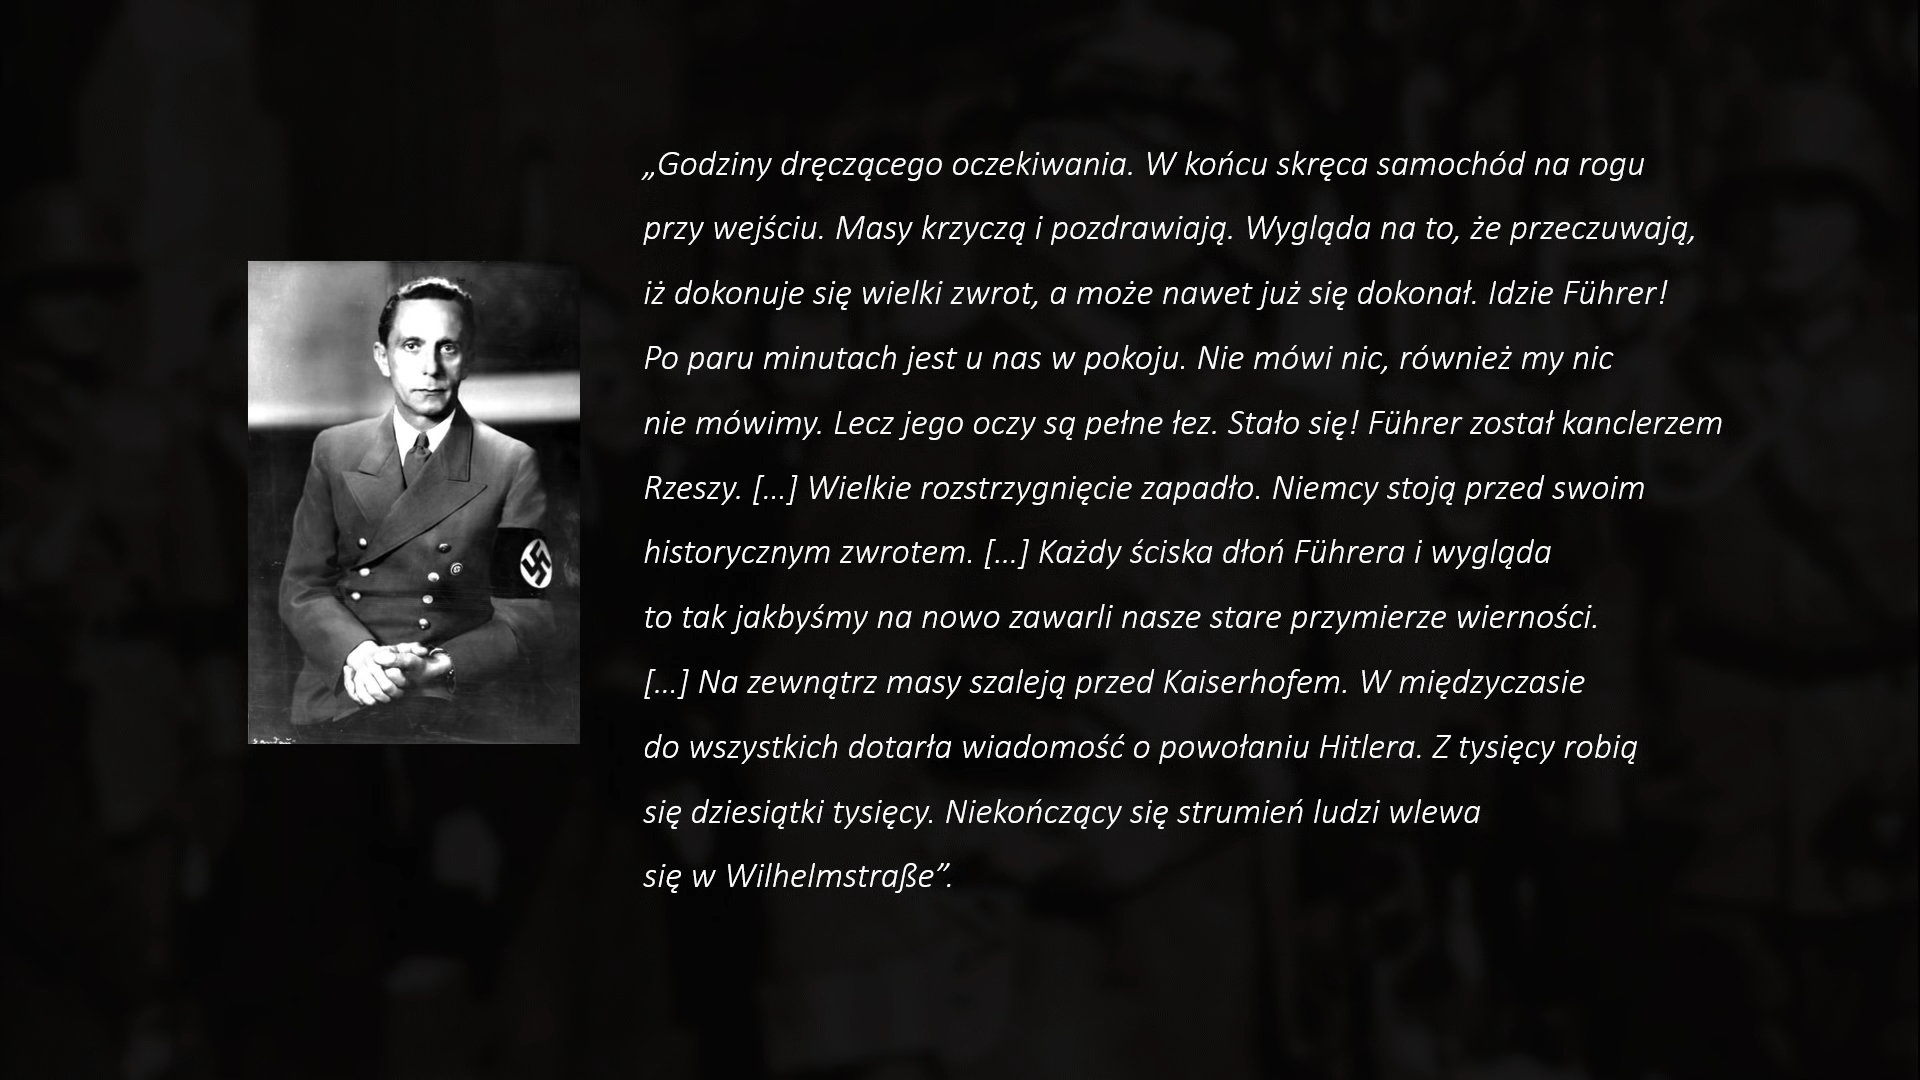 „Godziny dręczącego oczekiwania. W końcu skręca samochód na rogu
przy wejściu. Masy krzyczą i pozdrawiają. Wygląda na to, że przeczuwają,
iż dokonuje się wielki zwrot, a może nawet już się dokonał. Idzie Führer!
Po paru minutach jest u nas w pokoju. Nie mówi nic, również my nic
nie mówimy. Lecz jego oczy są pełne łez. Stało się! Führer został kanclerzem
Rzeszy. […] Wielkie rozstrzygnięcie zapadło. Niemcy stoją przed swoim
historycznym zwrotem. […] Każdy ściska dłoń Führera i wygląda
to tak jakbyśmy na nowo zawarli nasze stare przymierze wierności.
[…] Na zewnątrz masy szaleją przed Kaiserhofem. W międzyczasie
do wszystkich dotarła wiadomość o powołaniu Hitlera. Z tysięcy robią
się dziesiątki tysięcy. Niekończący się strumień ludzi wlewa
się w Wilhelmstraße”.